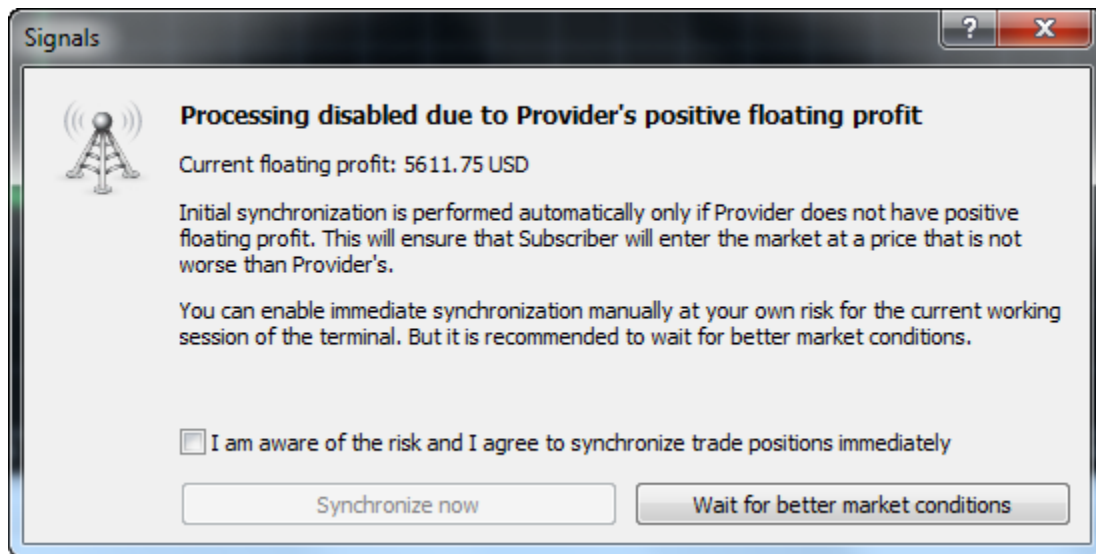 Signals
?
X
Processing disabled due to Provider's positive floating profit
Current floating profit: 5611.75 USD
Initial synchronization is performed automatically only if Provider does not have positive
floating profit. This will ensure that Subscriber will enter the market at a price that is not
worse than Provider's.
You can enable immediate synchronization manually at your own risk for the current working
session of the terminal. But it is recommended to wait for better market conditions.
I am aware of the risk and I agree to synchronize trade positions immediately
Synchronize now
Wait for better market conditions